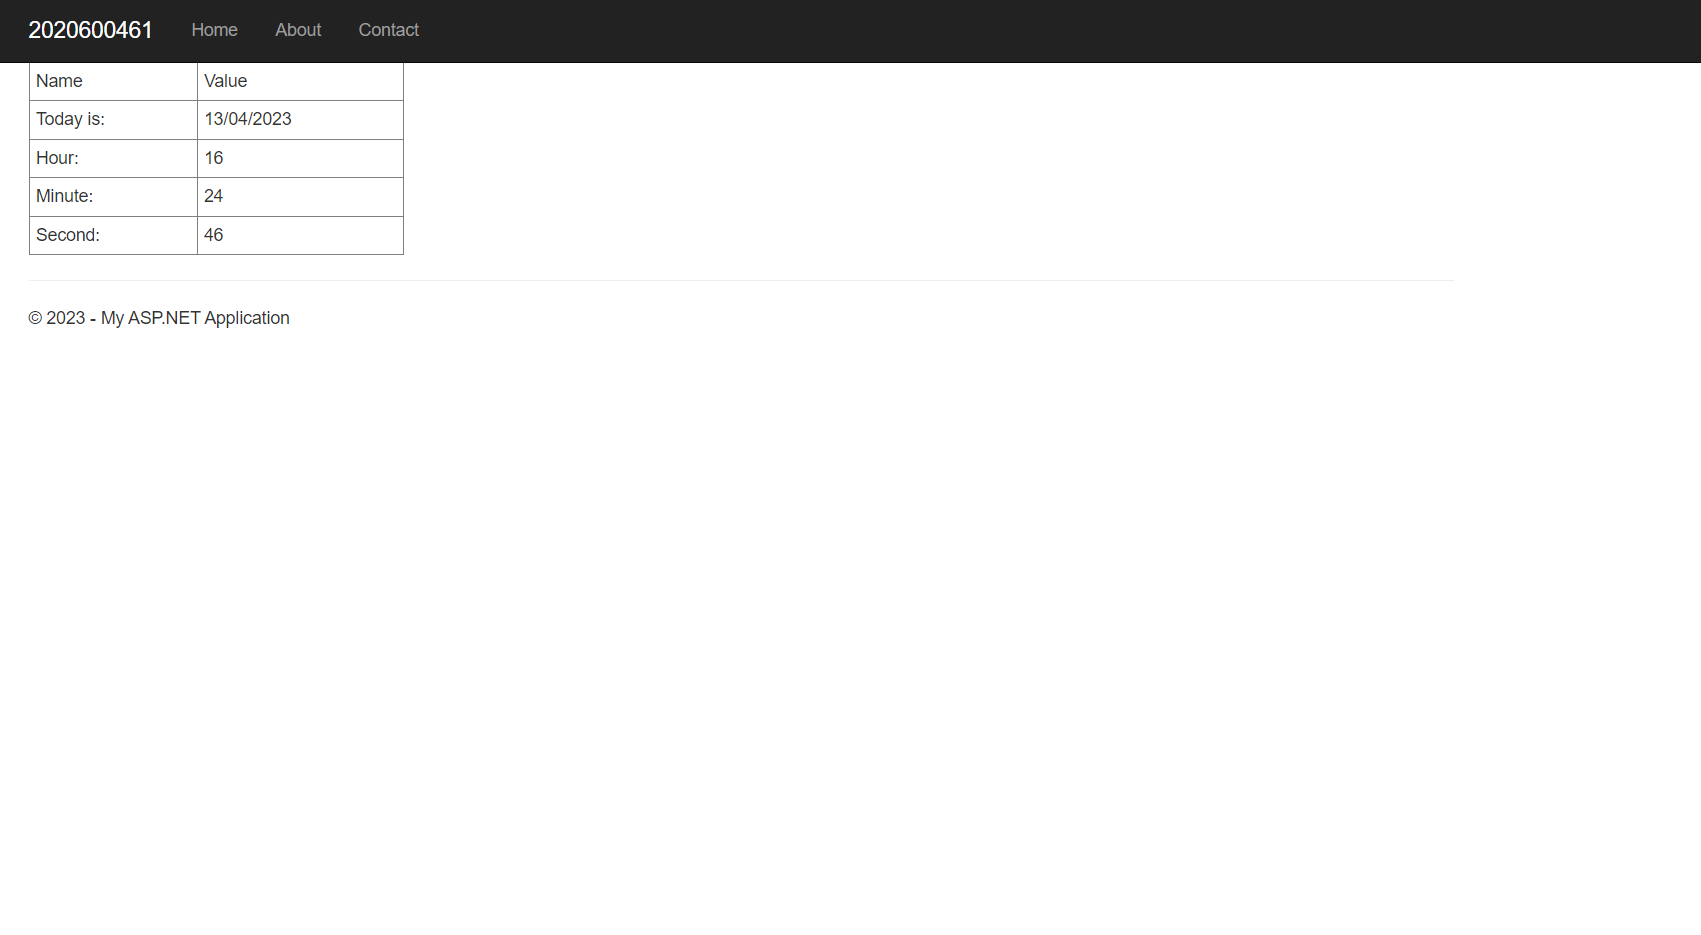 2020600461 Home About Contact
Name Value
Today is: 13/04/2023
Hour: 16
Minute: 24
Second: 46
© 2023 - My ASP.NET Application